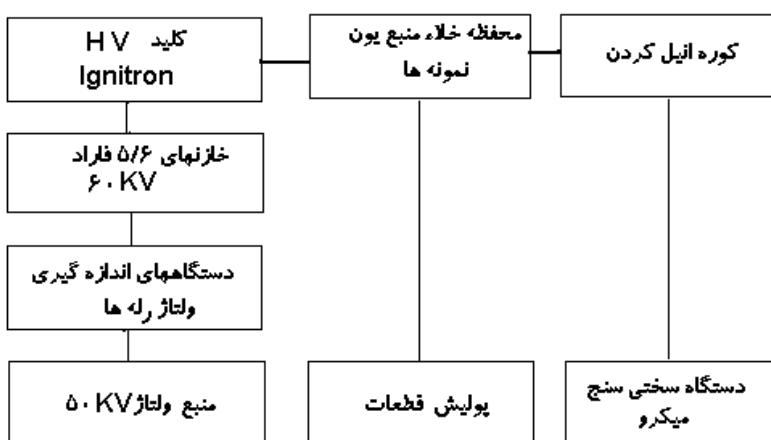 کلید HV
Ignitron
محفظه خلاء منبع یون
نمونه ها
کوره انیل کردن
خازنهای ۵/۶ فاراد
۶۰KV
دستگاههای اندازه گیری
ولتاژ رله ها
منبع ولتاژ ۵۰KV
پولیش قطعات
دستگاه سختی سنج
میکرو